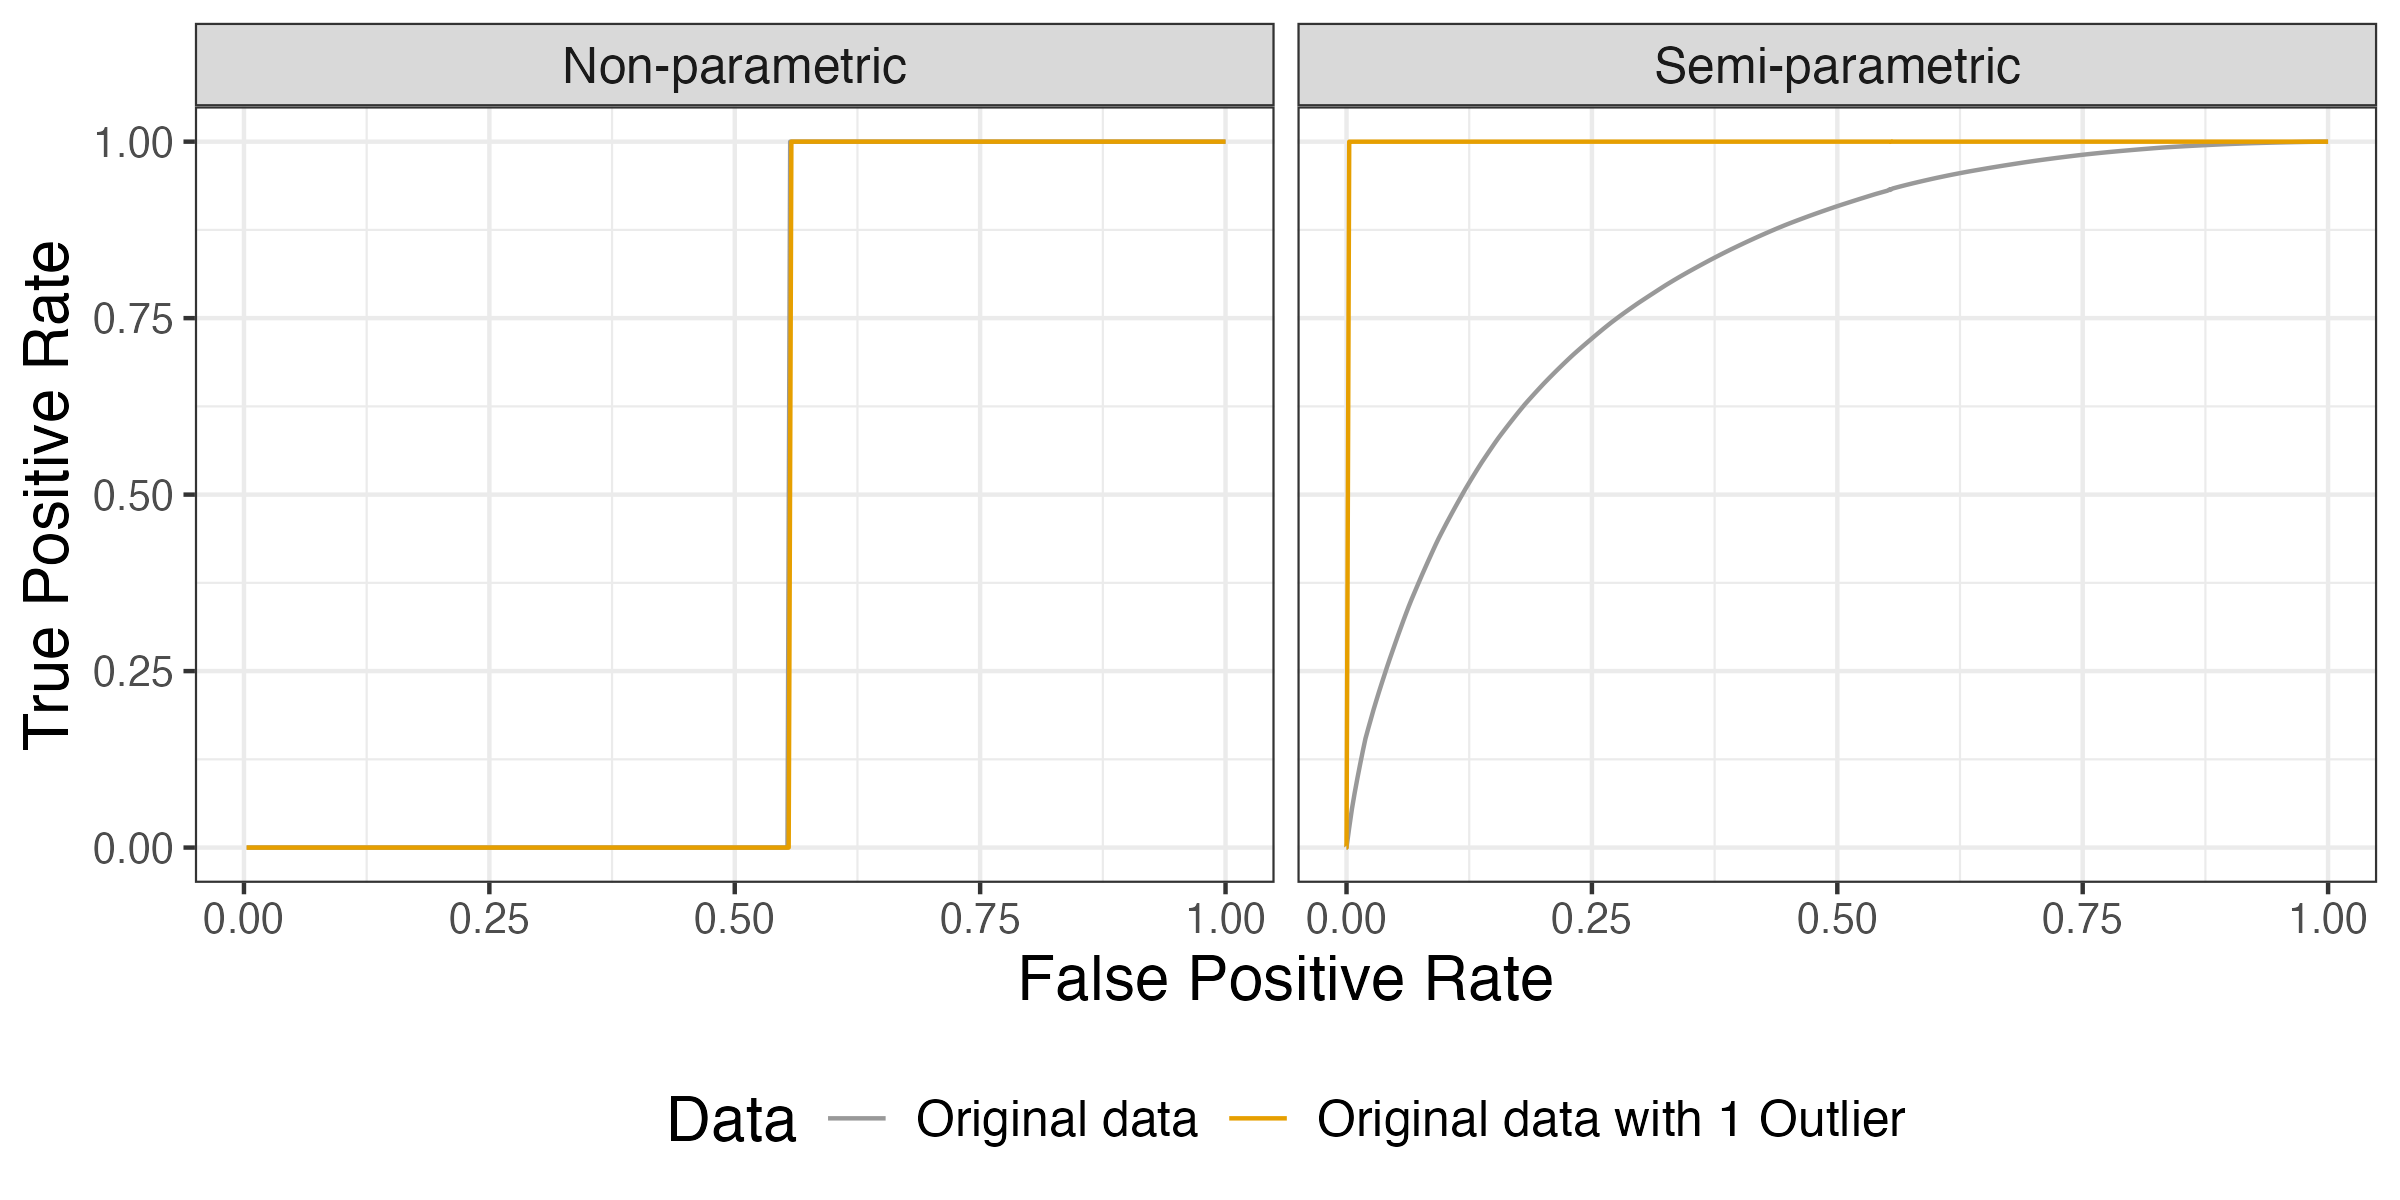 Non-parametric
Semi-parametric
True Positive Rate
1.00
0.75
0.50
0.25
0.00
0.00 0.25 0.50 0.75 1.00
0.00 0.25 0.50 0.75 1.00
False Positive Rate
Data Original data Original data with 1 Outlier